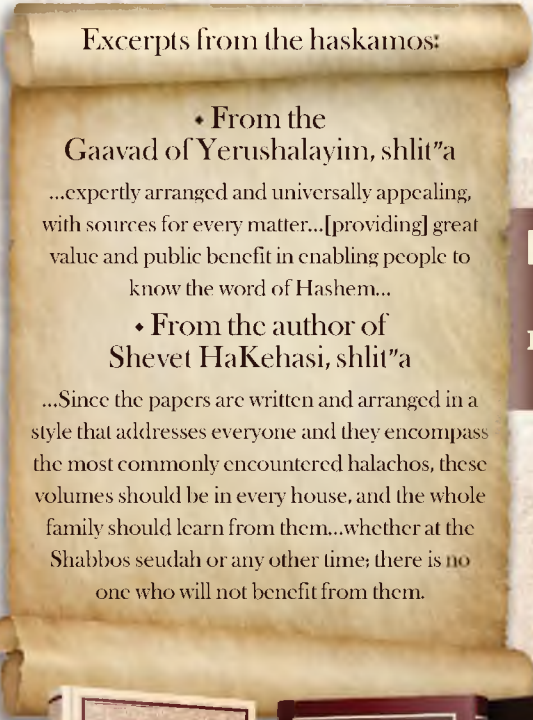 Excerpts from the haskamos:
• From the
Gaavad of Yerushalayim, shlit"a
...expertly arranged and universally appealing,
with sources for every matter...[providing] great
value and public benefit in enabling people to
know the word of Hashem...
• From the author of
Shevet HaKehasi, shlit"a
...Since the papers are written and arranged in a
style that addresses everyone and they encompass
the most commonly encountered halachos, these
volumes should be in every house, and the whole
family should learn from them...whether at the
Shabbos seudah or any other time; there is no
one who will not benefit from them.